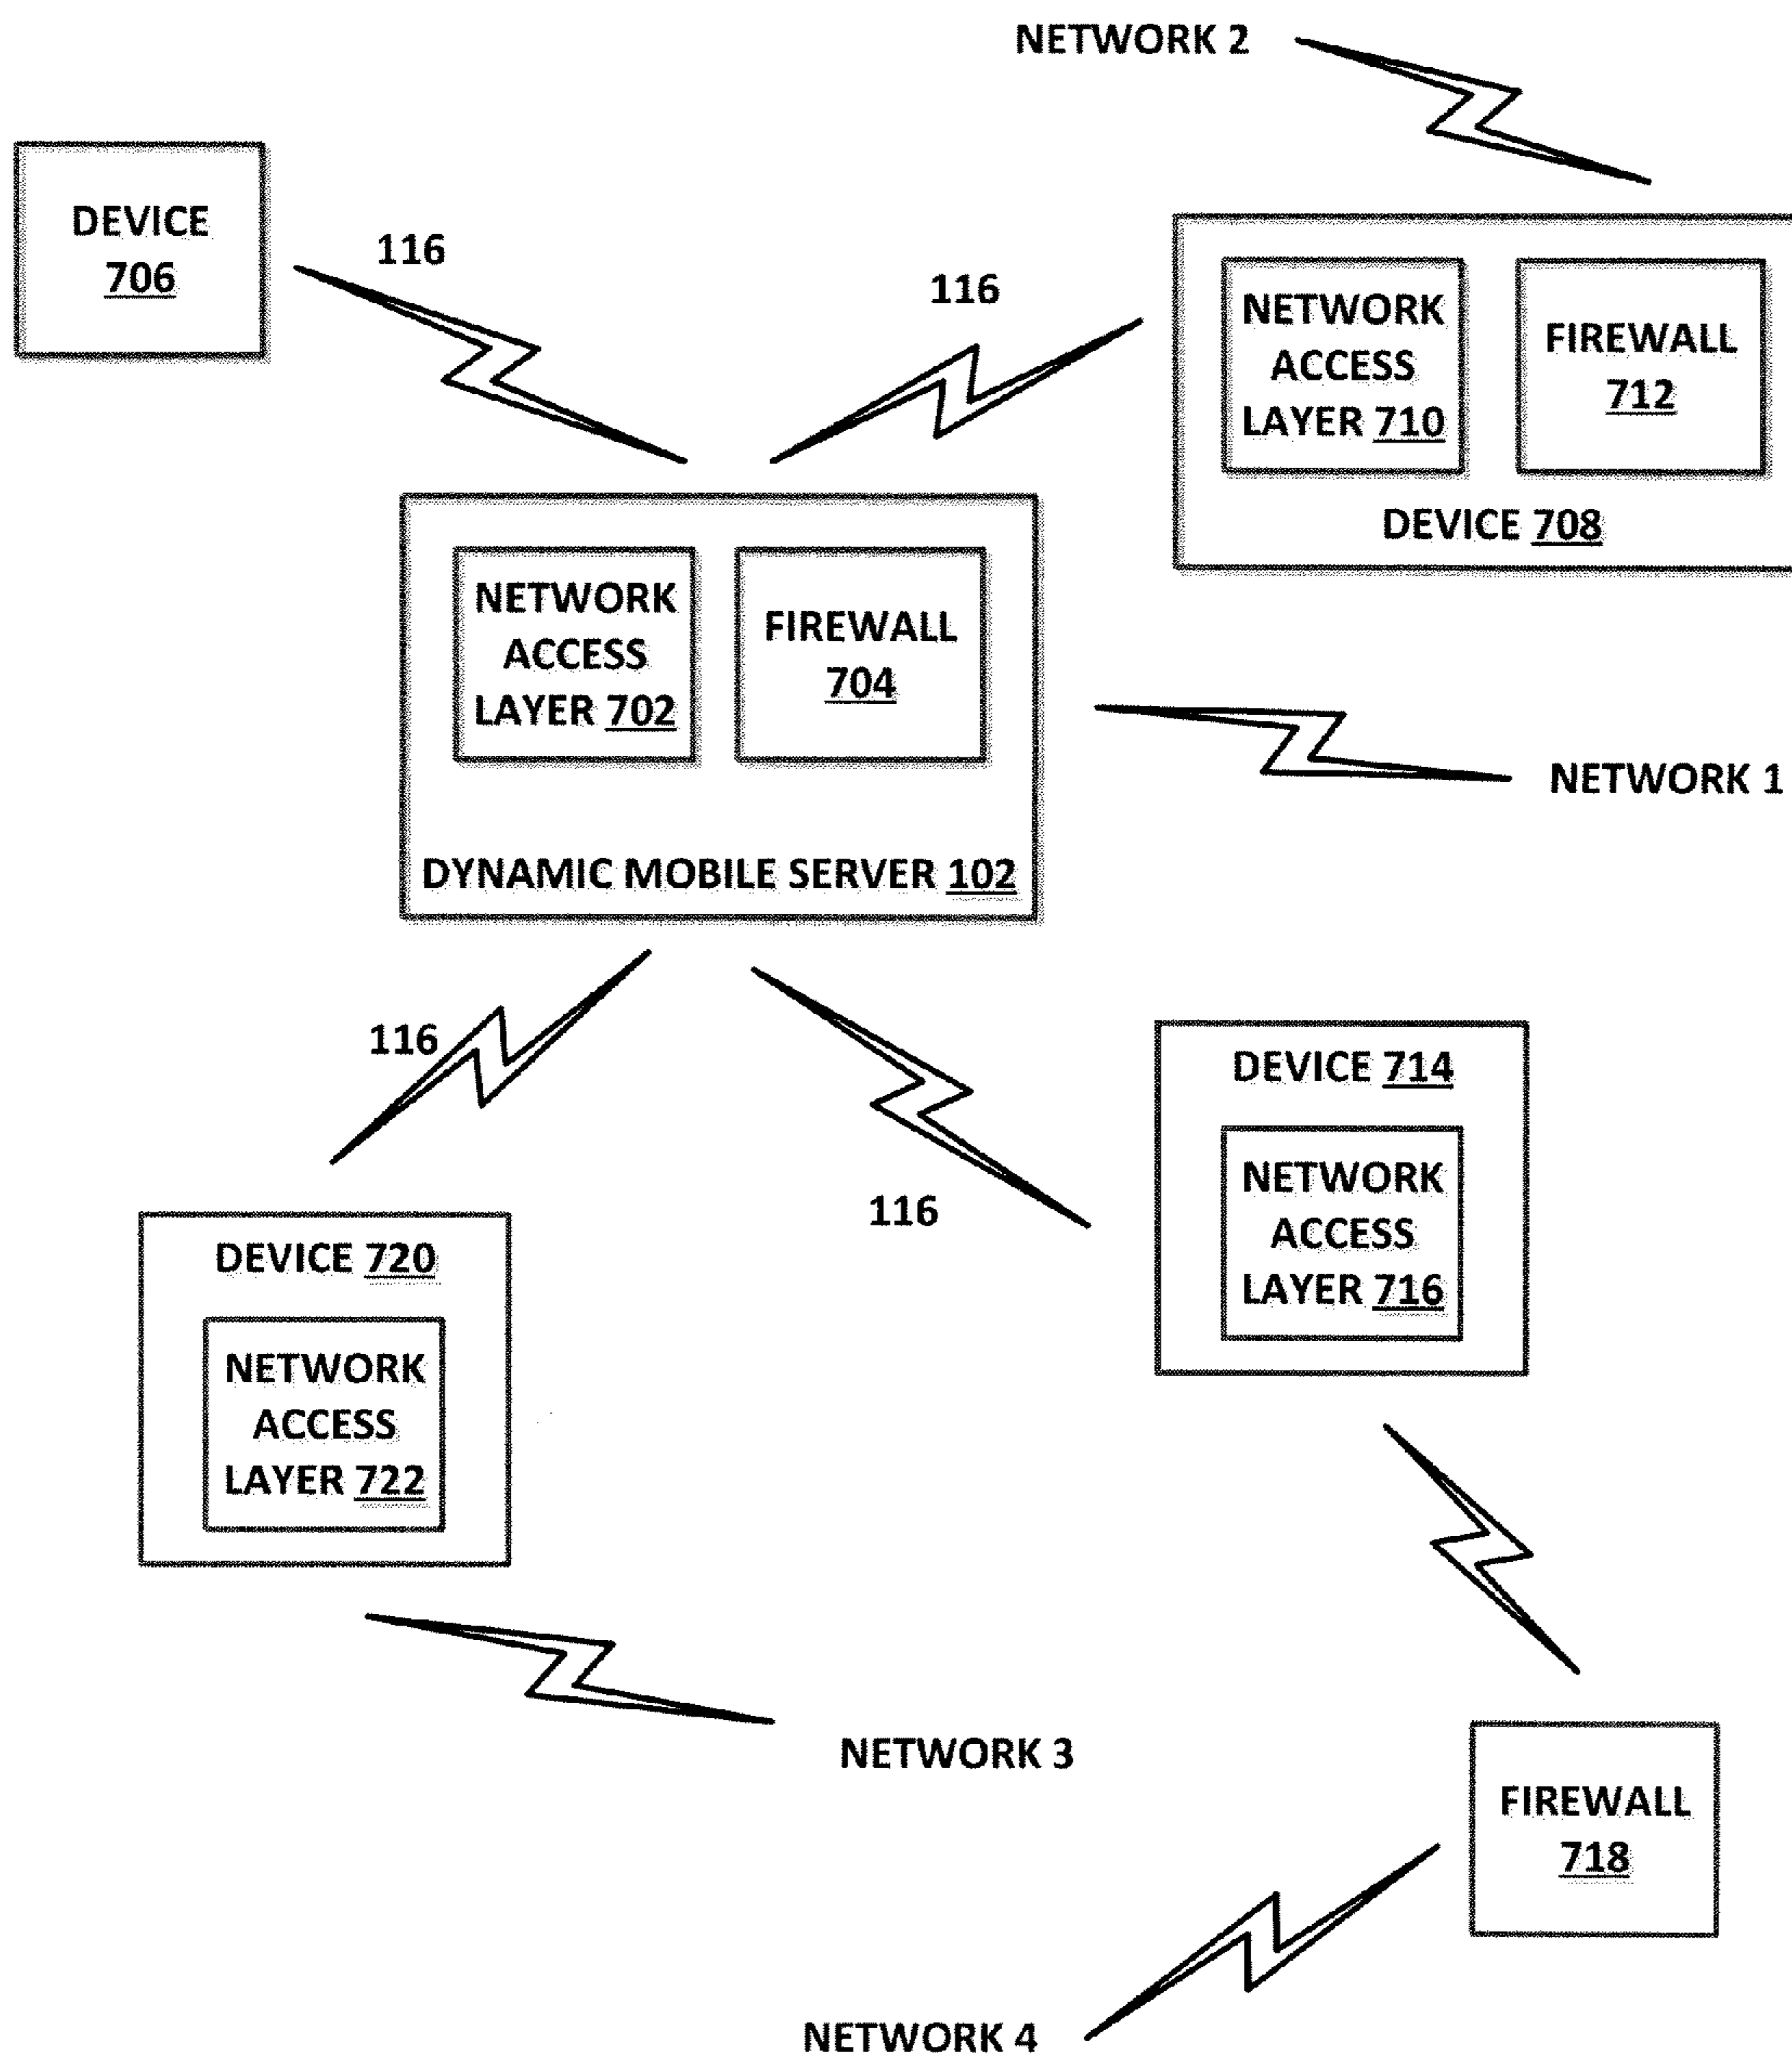 NETWORK 2
DEVICE
706
116
116
NETWORK
ACCESS
LAYER 710
FIREWALL
712
DEVICE 708
NETWORK
ACCESS
LAYER 702
FIREWALL
704
DYNAMIC MOBILE SERVER 102
NETWORK 1
116
116
DEVICE 714
NETWORK
ACCESS
LAYER 716
DEVICE 720
NETWORK
ACCESS
LAYER 722
NETWORK 3
FIREWALL
718
NETWORK 4